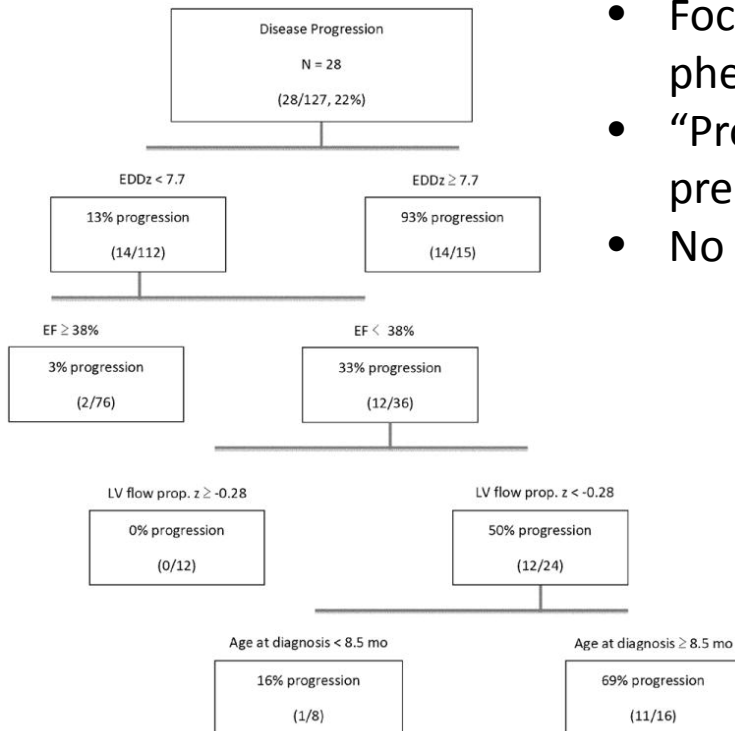 Disease Progression
N = 28
(28/127, 22%)
EDDz < 7.7
EDDz ≥ 7.7
13% progression
(14/112)
93% progression
(14/15)
EF ≥ 38%
EF < 38%
3% progression
(2/76)
33% progression
(12/36)
LV flow prop. z ≥ -0.28
LV flow prop. z < -0.28
0% progression
(0/12)
50% progression
(12/24)
Age at diagnosis < 8.5 mo
Age at diagnosis ≥ 8.5 mo
16% progression
(1/8)
69% progression
(11/16)
• 
• 
• No